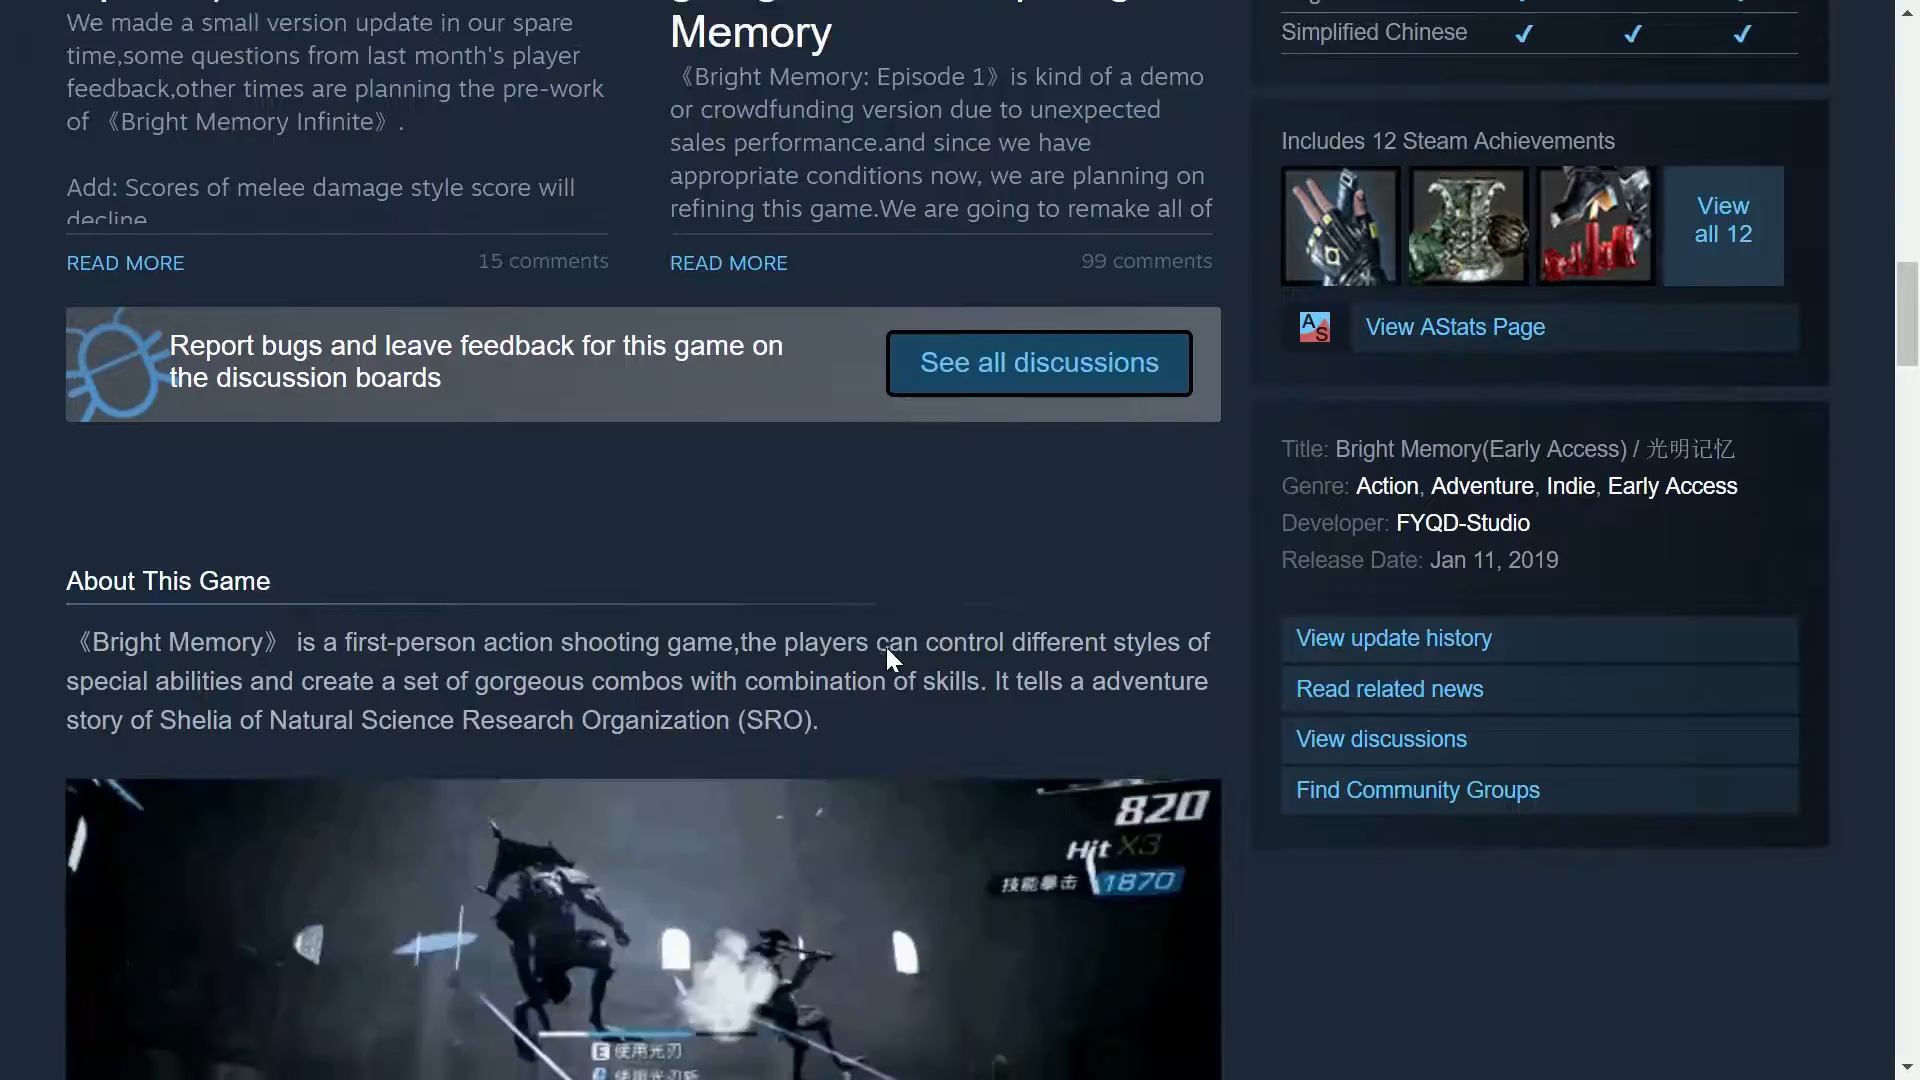 We made a small version update in our spare
time,some questions from last month's player
feedback,other times are planning the pre-work
of 《Bright Memory Infinite》.
Add: Scores of melee damage style score will
decline
READ MORE
15 comments
Memory
《Bright Memory: Episode 1》is kind of a demo
or crowdfunding version due to unexpected
sales performance.and since we have
appropriate conditions now, we are planning on
refining this game.We are going to remake all of
READ MORE
99 comments
Report bugs and leave feedback for this game on
the discussion boards
See all discussions
About This Game
《Bright Memory》 is a first-person action shooting game,the players can control different styles of
special abilities and create a set of gorgeous combos with combination of skills. It tells a adventure
story of Shelia of Natural Science Research Organization (SRO).
820
Hit X3
技能暴击 1870
E 使用光刃
Simplified Chinese ✔ ✔ ✔
Includes 12 Steam Achievements
View
all 12
AS
View AStats Page
Title: Bright Memory(Early Access) / 光明记忆
Genre: Action, Adventure, Indie, Early Access
Developer: FYQD-Studio
Release Date: Jan 11, 2019
View update history
Read related news
View discussions
Find Community Groups